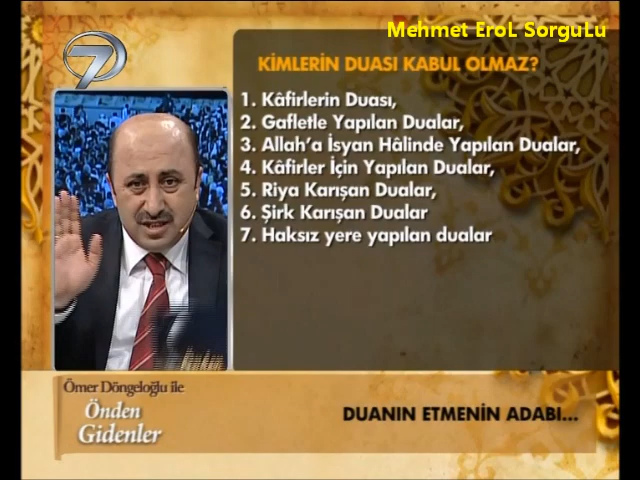 Mehmet EroL SorguLu
7
KİMLERİN DUASI KABUL OLMAZ?
1. Kâfirlerin Duası,
2. Gafletle Yapılan Dualar,
3. Allah'a İsyan Hâlinde Yapılan Dualar,
4. Kâfirler İçin Yapılan Dualar,
5. Riya Karışan Dualar,
6. Şirk Karışan Dualar
7. Haksız yere yapılan dualar
Ömer Döngeloğlu ile
Önden
Gidenler
DUANIN ETMENİN ADABI...